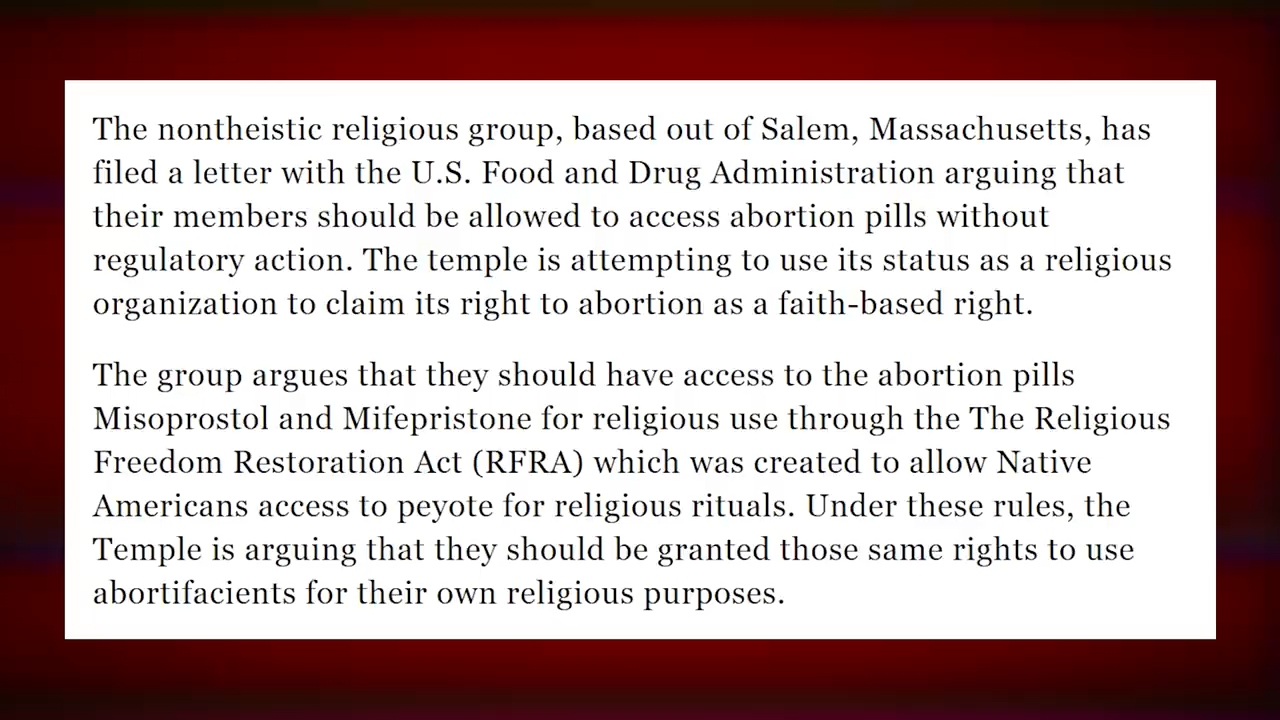 The nontheistic religious group, based out of Salem, Massachusetts, has
filed a letter with the U.S. Food and Drug Administration arguing that
their members should be allowed to access abortion pills without
regulatory action. The temple is attempting to use its status as a religious
organization to claim its right to abortion as a faith-based right.
The group argues that they should have access to the abortion pills
Misoprostol and Mifepristone for religious use through the The Religious
Freedom Restoration Act (RFRA) which was created to allow Native
Americans access to peyote for religious rituals. Under these rules, the
Temple is arguing that they should be granted those same rights to use
abortifacients for their own religious purposes.